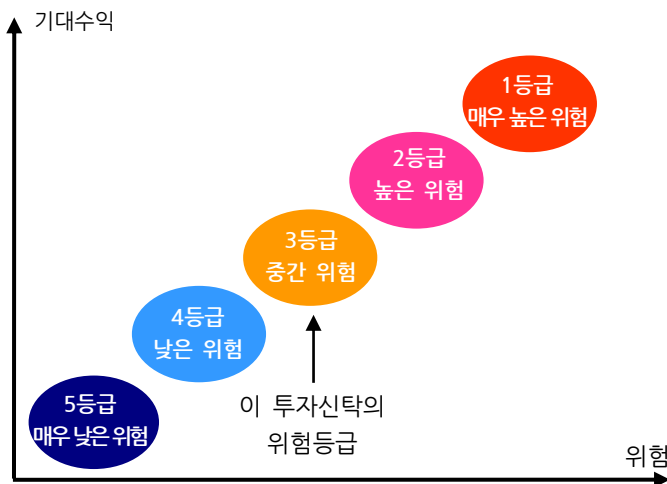 기대수익
1등급
매우 높은 위험
2등급
높은 위험
3등급
중간 위험
4등급
낮은 위험
5등급
매우 낮은 위험
이 투자신탁의
위험등급
위험